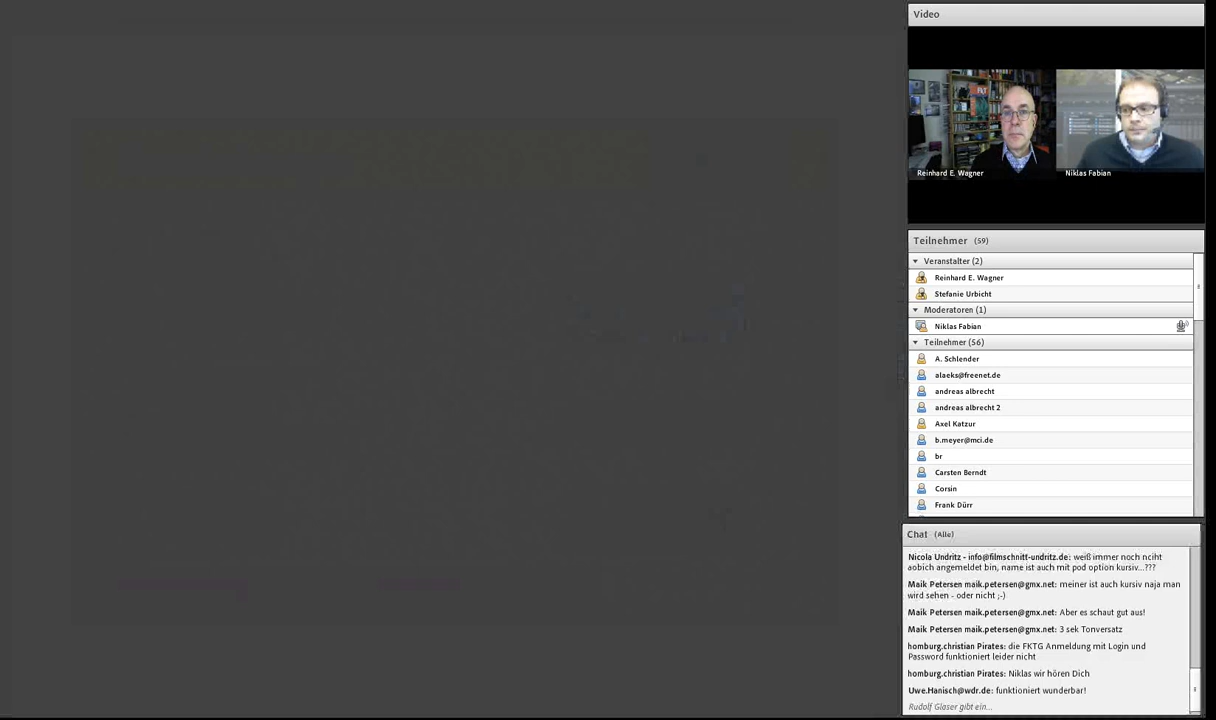 Video
Reinhard E. Wagner
Niklas Fabian
Teilnehmer (59)
Veranstalter (2)
Reinhard E. Wagner
Stefanie Urbicht
Moderatoren (1)
Niklas Fabian
Teilnehmer (56)
A. Schlender
alaeks@freenet.de
andreas albrecht
andreas albrecht 2
Axel Katzur
b.meyer@mci.de
br
Carsten Berndt
Corsin
Frank Dürr
Chat (Alle)
Nicola Undritz - info@filmschnitt-undritz.de: weiß immer noch nciht
aobich angemeldet bin, name ist auch mit pod option kursiv...???
Maik Petersen maik.petersen@gmx.net: meiner ist auch kursiv naja man
wird sehen - oder nicht ;-)
Maik Petersen maik.petersen@gmx.net: Aber es schaut gut aus!
Maik Petersen maik.petersen@gmx.net: 3 sek Tonversatz
homburg.christian Pirates: die FKTG Anmeldung mit Login und
Password funktioniert leider nicht
homburg.christian Pirates: Niklas wir hören Dich
Uwe.Hanisch@wdr.de: funktioniert wunderbar!
Rudolf Glaser gibt ein...